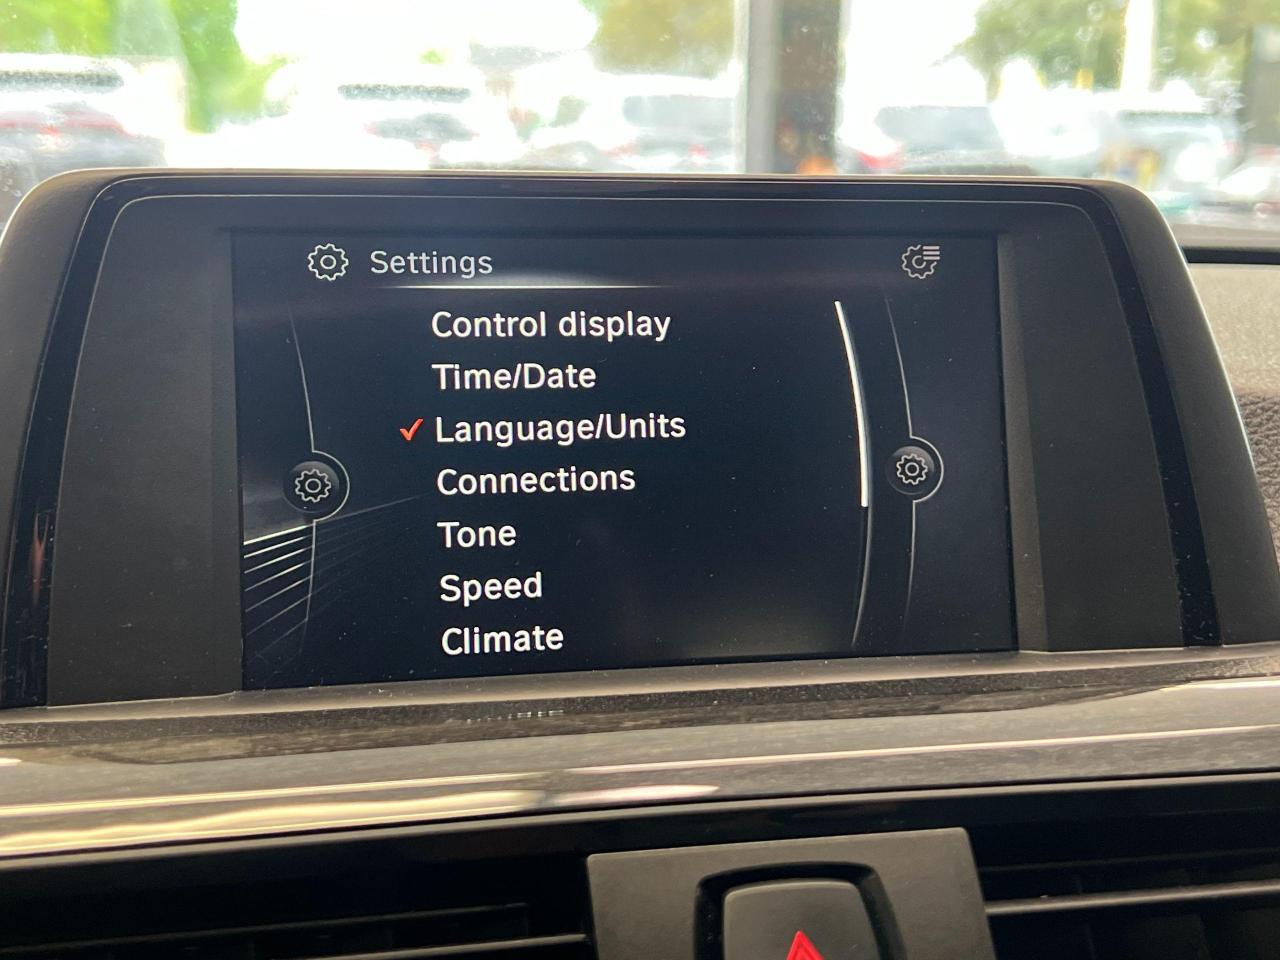 Settings
Control display
Time/Date
Language/Units
Connections
Tone
Speed
Climate